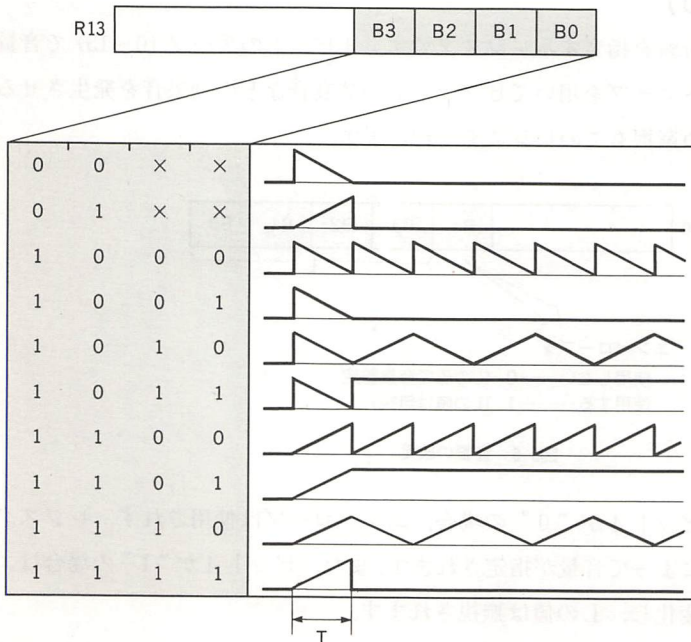 R13 B3 B2 B1 B0
0 0 × ×
0 1 × ×
1 0 0 0
1 0 0 1
1 0 1 0
1 0 1 1
1 1 0 0
1 1 0 1
1 1 1 0
1 1 1 1
T